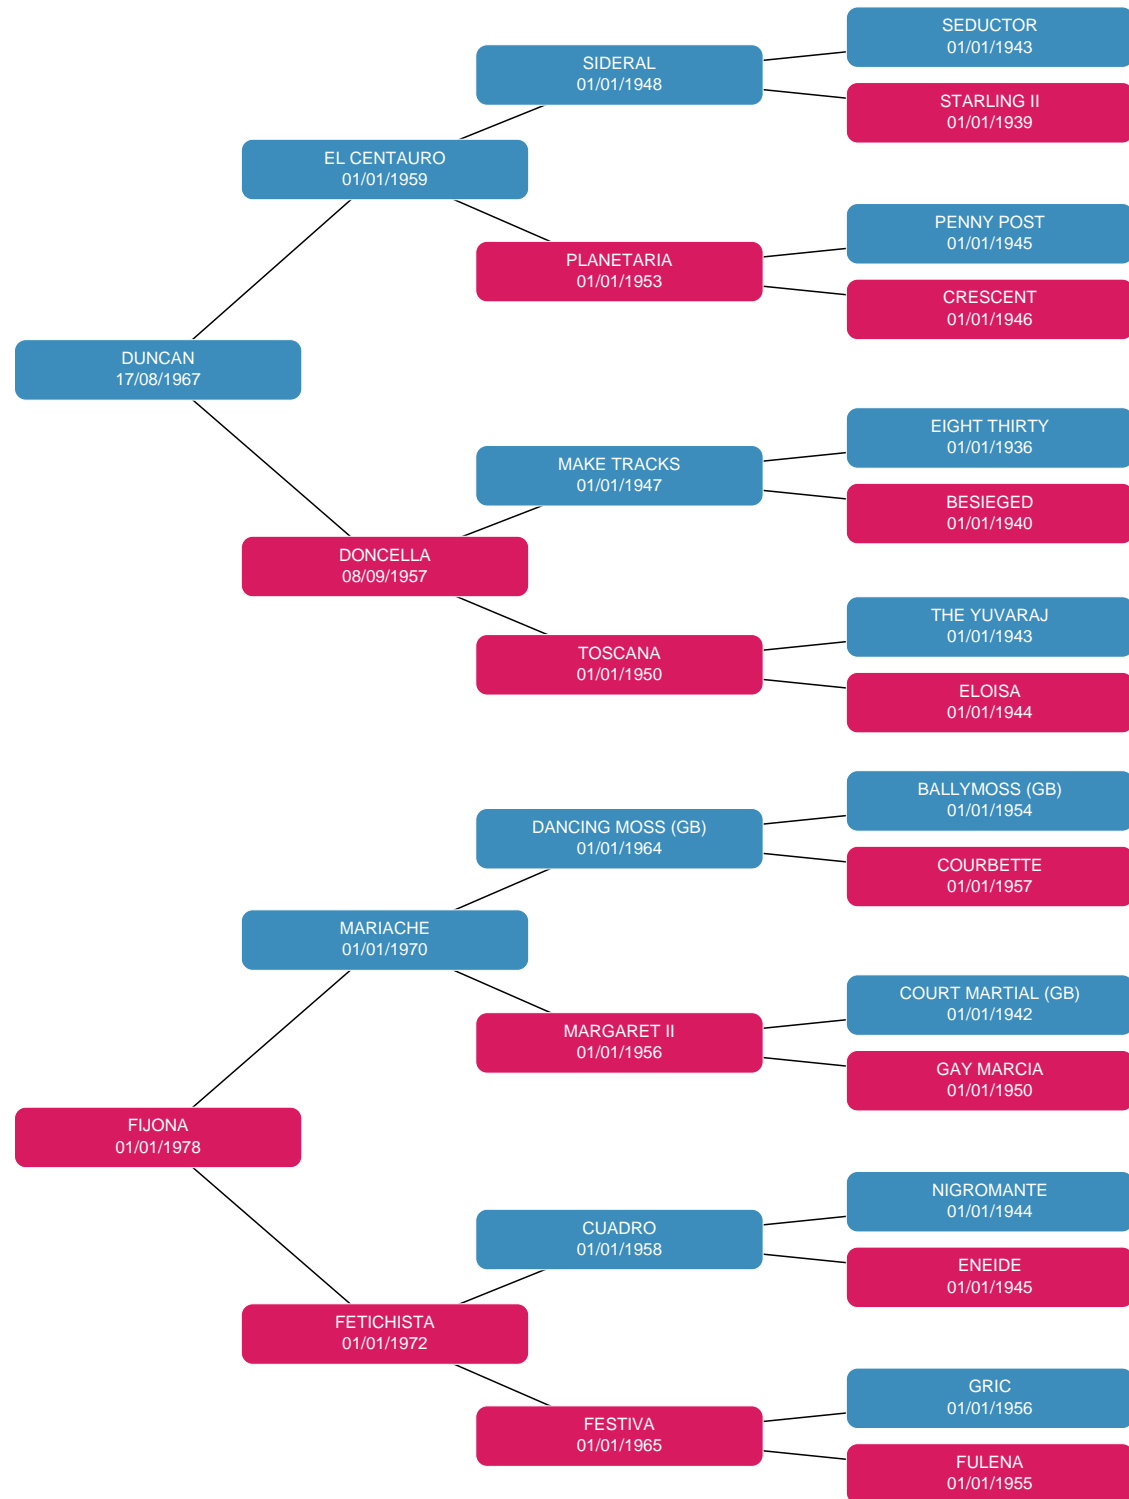 SEDUCTOR
01/01/1943
SIDERAL
01/01/1948
STARLING II
01/01/1939
EL CENTAURO
01/01/1959
PENNY POST
01/01/1945
PLANETARIA
01/01/1953
CRESCENT
01/01/1946
DUNCAN
17/08/1967
EIGHT THIRTY
01/01/1936
MAKE TRACKS
01/01/1947
BESIEGED
01/01/1940
DONCELLA
08/09/1957
THE YUVARAJ
01/01/1943
TOSCANA
01/01/1950
ELOISA
01/01/1944
BALLYMOSS (GB)
01/01/1954
DANCING MOSS (GB)
01/01/1964
COURBETTE
01/01/1957
MARIACHE
01/01/1970
COURT MARTIAL (GB)
01/01/1942
MARGARET II
01/01/1956
GAY MARCIA
01/01/1950
FIJONA
01/01/1978
NIGROMANTE
01/01/1944
CUADRO
01/01/1958
ENEIDE
01/01/1945
FETICHISTA
01/01/1972
GRIC
01/01/1956
FESTIVA
01/01/1965
FULENA
01/01/1955